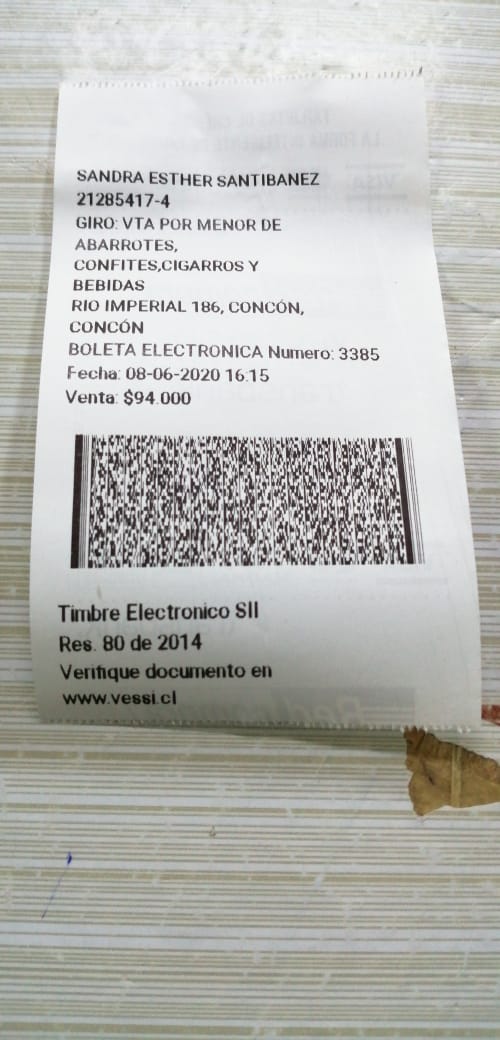 SANDRA ESTHER SANTIBANEZ
21285417-4
GIRO: VTA POR MENOR DE
ABARROTES,
CONFITES,CIGARROS Y
BEBIDAS
RIO IMPERIAL 186, CONCÓN,
CONCÓN
BOLETA ELECTRONICA Numero: 3385
Fecha: 08-06-2020 16:15
Venta: $94.000
Timbre Electronico SII
Res. 80 de 2014
Verifique documento en
www.vessi.cl